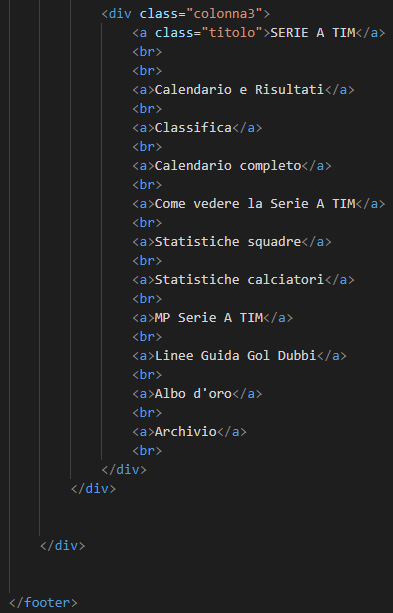 <div class="colonna3">
<a class="titolo">SERIE A TIM</a>
<br>
<br>
<a>Calendario e Risultati</a>
<br>
<a>Classifica</a>
<br>
<a>Calendario completo</a>
<br>
<a>Come vedere la Serie A TIM</a>
<br>
<a>Statistiche squadre</a>
<br>
<a>Statistiche calciatori</a>
<br>
<a>MP Serie A TIM</a>
<br>
<a>Linee Guida Gol Dubbi</a>
<br>
<a>Albo d'oro</a>
<br>
<a>Archivio</a>
<br>
</div>
</div>
</div>
</footer>